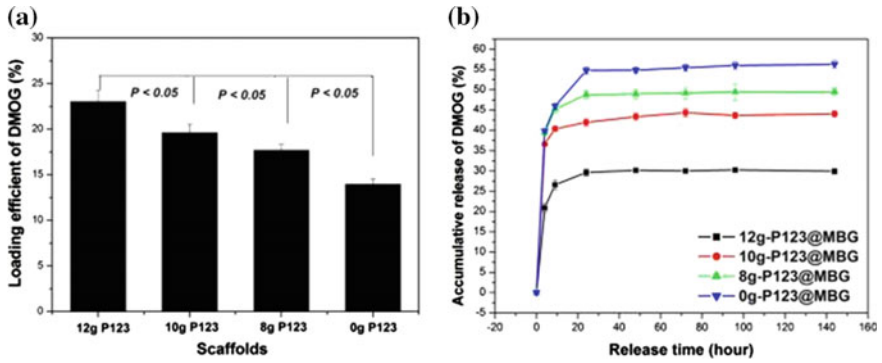 (a)
30
25
20
15
10
5
0
Loading efficient of DMOG (%)
P < 0.05
P < 0.05
P < 0.05
12g P123
10g P123
8g P123
0g P123
Scaffolds
(b)
60
55
50
45
40
35
30
25
20
15
10
5
0
-5
Accumulative release of DMOG (%)
12g-P123@MBG
10g-P123@MBG
8g-P123@MBG
0g-P123@MBG
-20
0
20
40
60
80
100
120
140
160
Release time (hour)